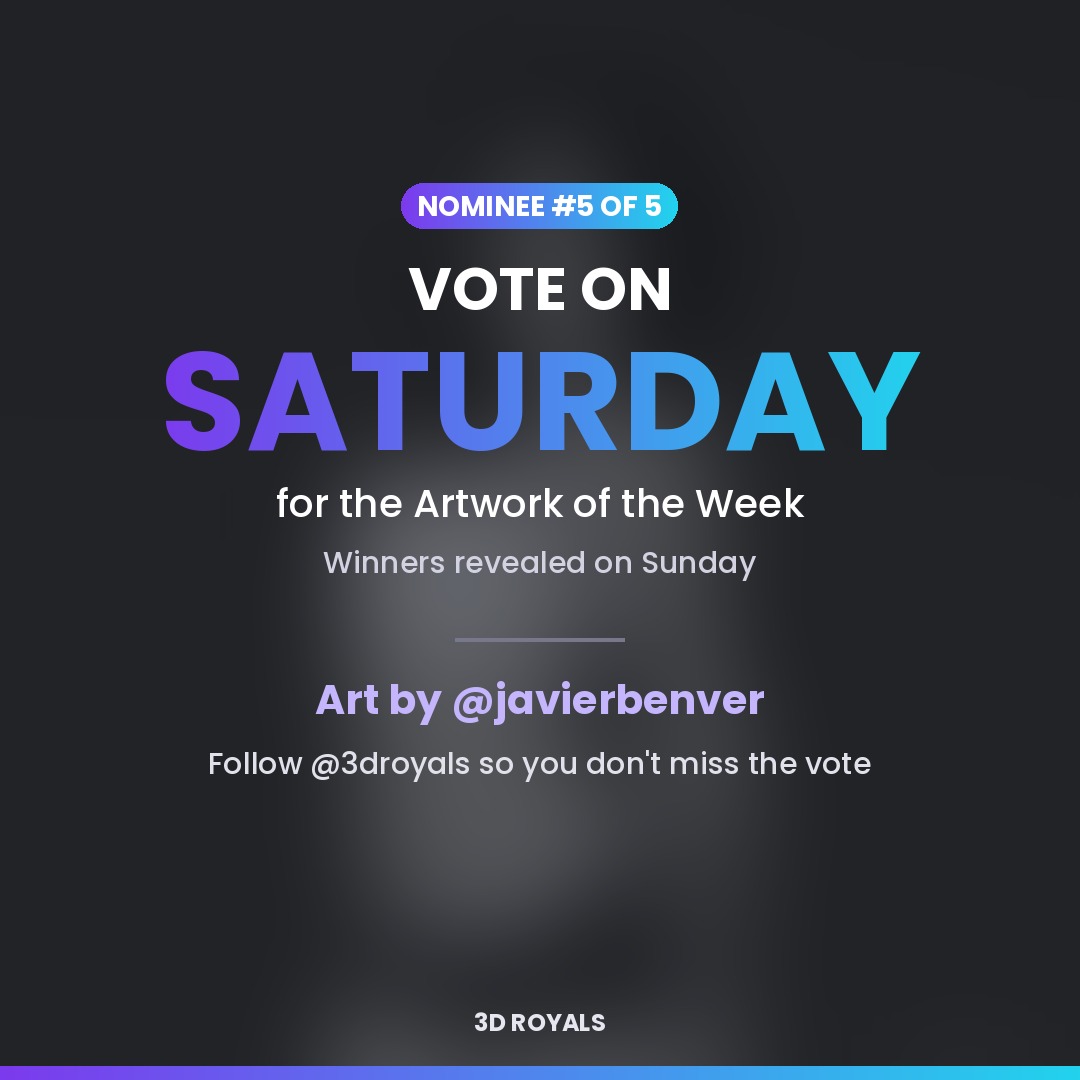 NOMINEE #5 OF 5
VOTE ON
SATURDAY
for the Artwork of the Week
Winners revealed on Sunday
Art by @javierbenver
Follow @3droyals so you don't miss the vote
3D ROYALS